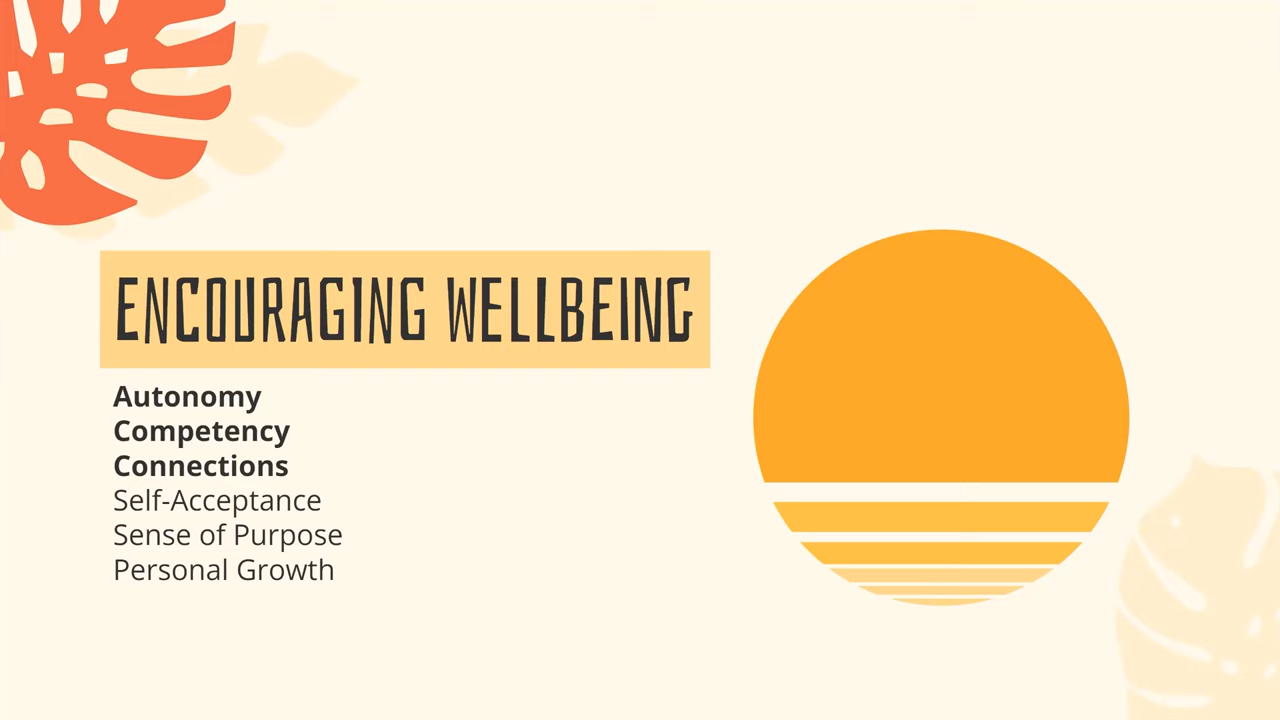 ENCOURAGING WELLBEING
Autonomy
Competency
Connections
Self-Acceptance
Sense of Purpose
Personal Growth